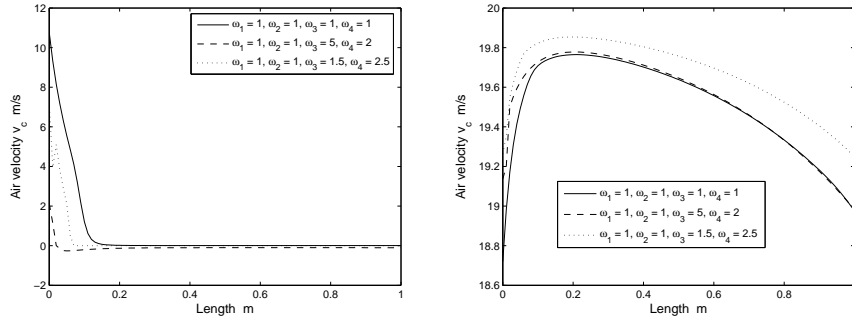 12
10
8
6
4
2
0
−2
0
0.2
0.4
0.6
0.8
1
Length m
Air velocity v_c m/s
ω_1 = 1, ω_2 = 1, ω_3 = 1, ω_4 = 1
ω_1 = 1, ω_2 = 1, ω_3 = 5, ω_4 = 2
ω_1 = 1, ω_2 = 1, ω_3 = 1.5, ω_4 = 2.5
20
19.8
19.6
19.4
19.2
19
18.8
18.6
0
0.2
0.4
0.6
0.8
Length m
Air velocity v_c m/s
ω_1 = 1, ω_2 = 1, ω_3 = 1, ω_4 = 1
ω_1 = 1, ω_2 = 1, ω_3 = 5, ω_4 = 2
ω_1 = 1, ω_2 = 1, ω_3 = 1.5, ω_4 = 2.5